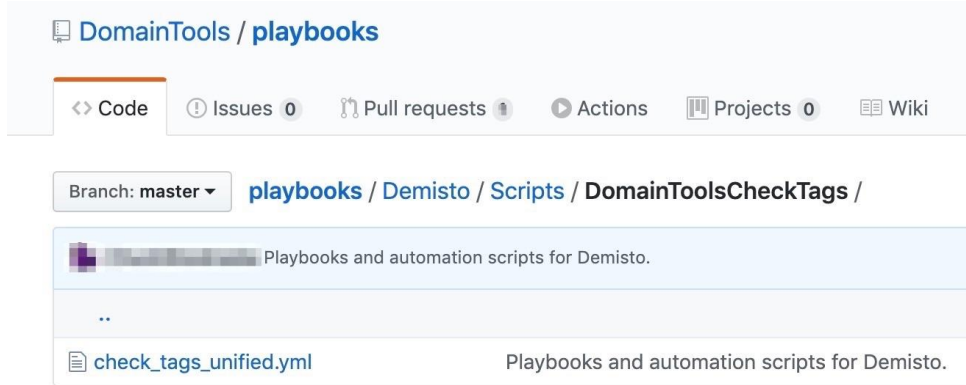 DomainTools / playbooks
<> Code Issues 0 Pull requests Actions Projects 0 Wiki
Branch: master playbooks / Demisto / Scripts / DomainToolsCheckTags /
Playbooks and automation scripts for Demisto.
..
check_tags_unified.yml Playbooks and automation scripts for Demisto.